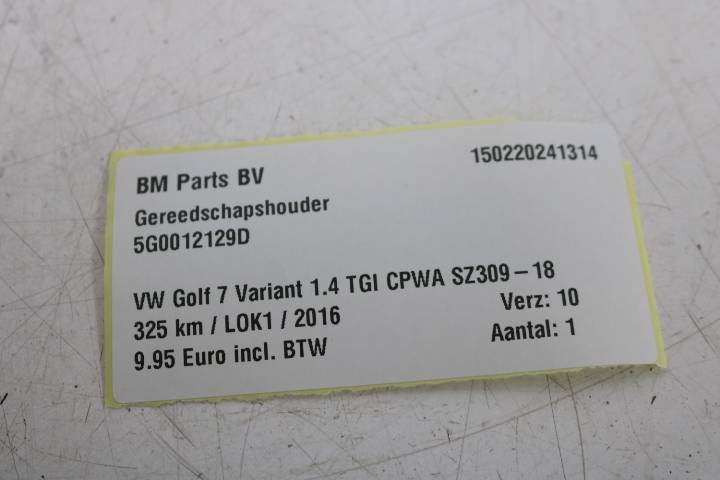 BM Parts BV 150220241314
Gereedschapshouder
5G0012129D
VW Golf 7 Variant 1.4 TGI CPWA SZ309-18
325 km / LOK1 / 2016 Verz: 10
9.95 Euro incl. BTW Aantal: 1